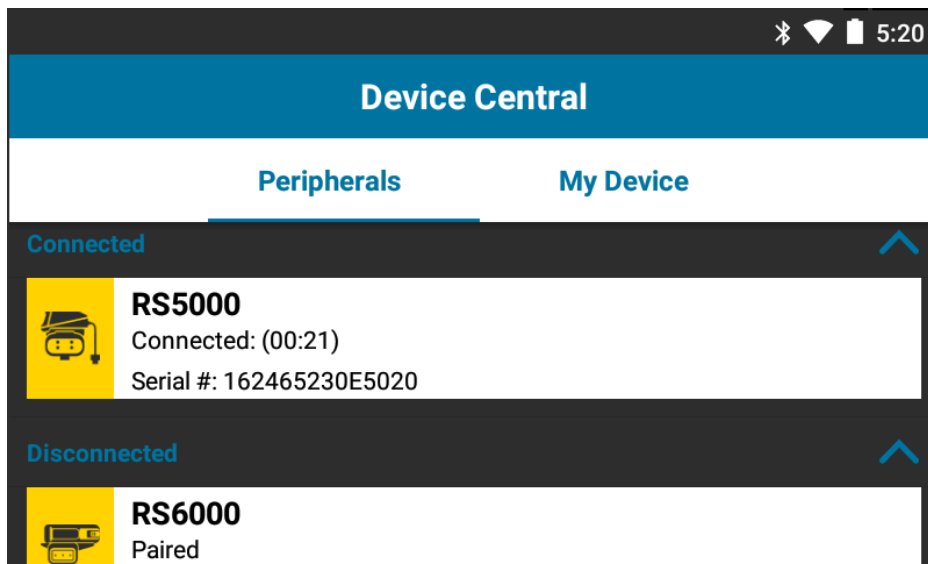 5:20
Device Central
Peripherals My Device
Connected
RS5000
Connected: (00:21)
Serial #: 162465230E5020
Disconnected
RS6000
Paired